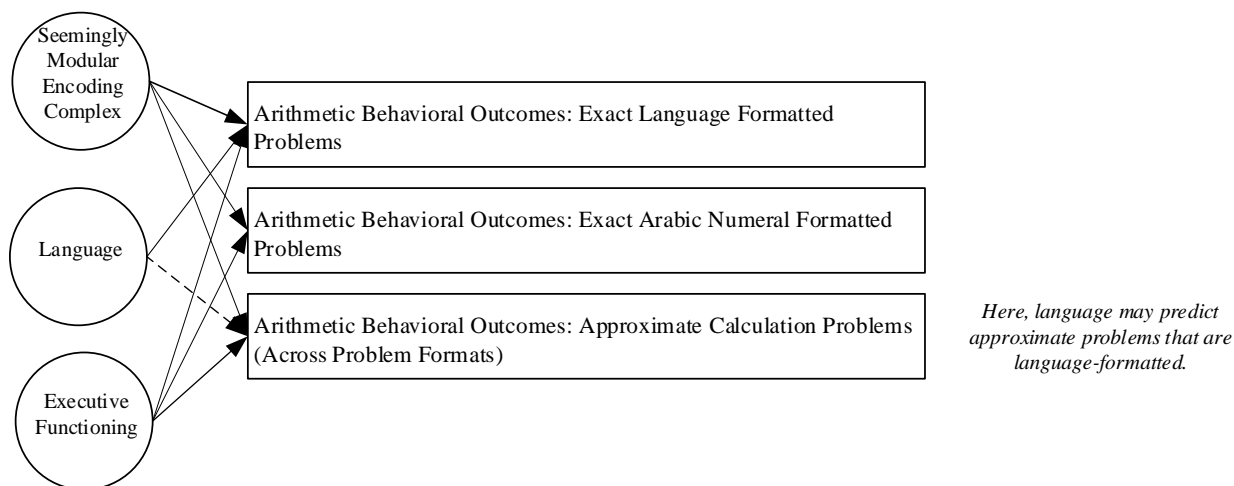 Seemingly
Modular
Encoding
Complex
Arithmetic Behavioral Outcomes: Exact Language Formatted
Problems
Language
Arithmetic Behavioral Outcomes: Exact Arabic Numeral Formatted
Problems
Arithmetic Behavioral Outcomes: Approximate Calculation Problems
(Across Problem Formats)
Here, language may predict
approximate problems that are
language-formatted.
Executive
Functioning